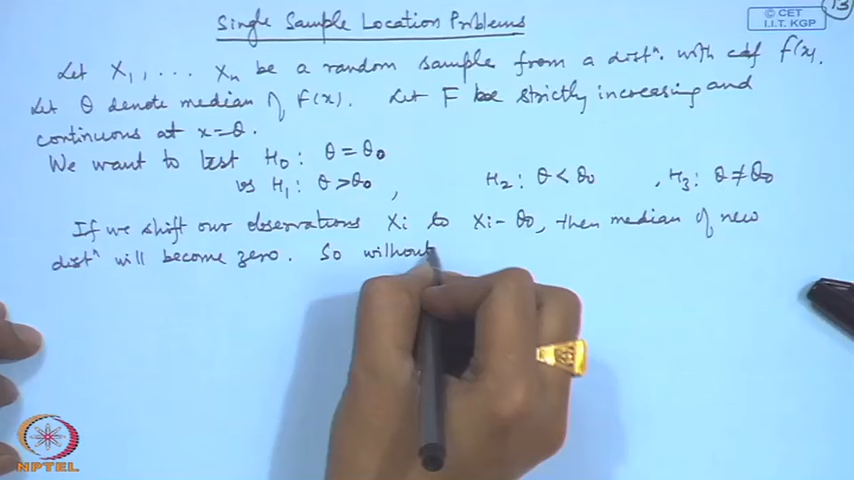 Single Sample Location Problems
© CET
I.I.T. KGP
13
Let X1, ... Xn be a random sample from a distⁿ. with cdf F(x).
Let θ denote median of F(x). Let F be strictly increasing and
continuous at x=θ.
We want to test H0: θ = θ0
vs H1: θ > θ0, H2: θ < θ0, H3: θ ≠ θ0
If we shift our observations Xi to Xi - θ0, then median of new
distⁿ will become zero. So without
NPTEL